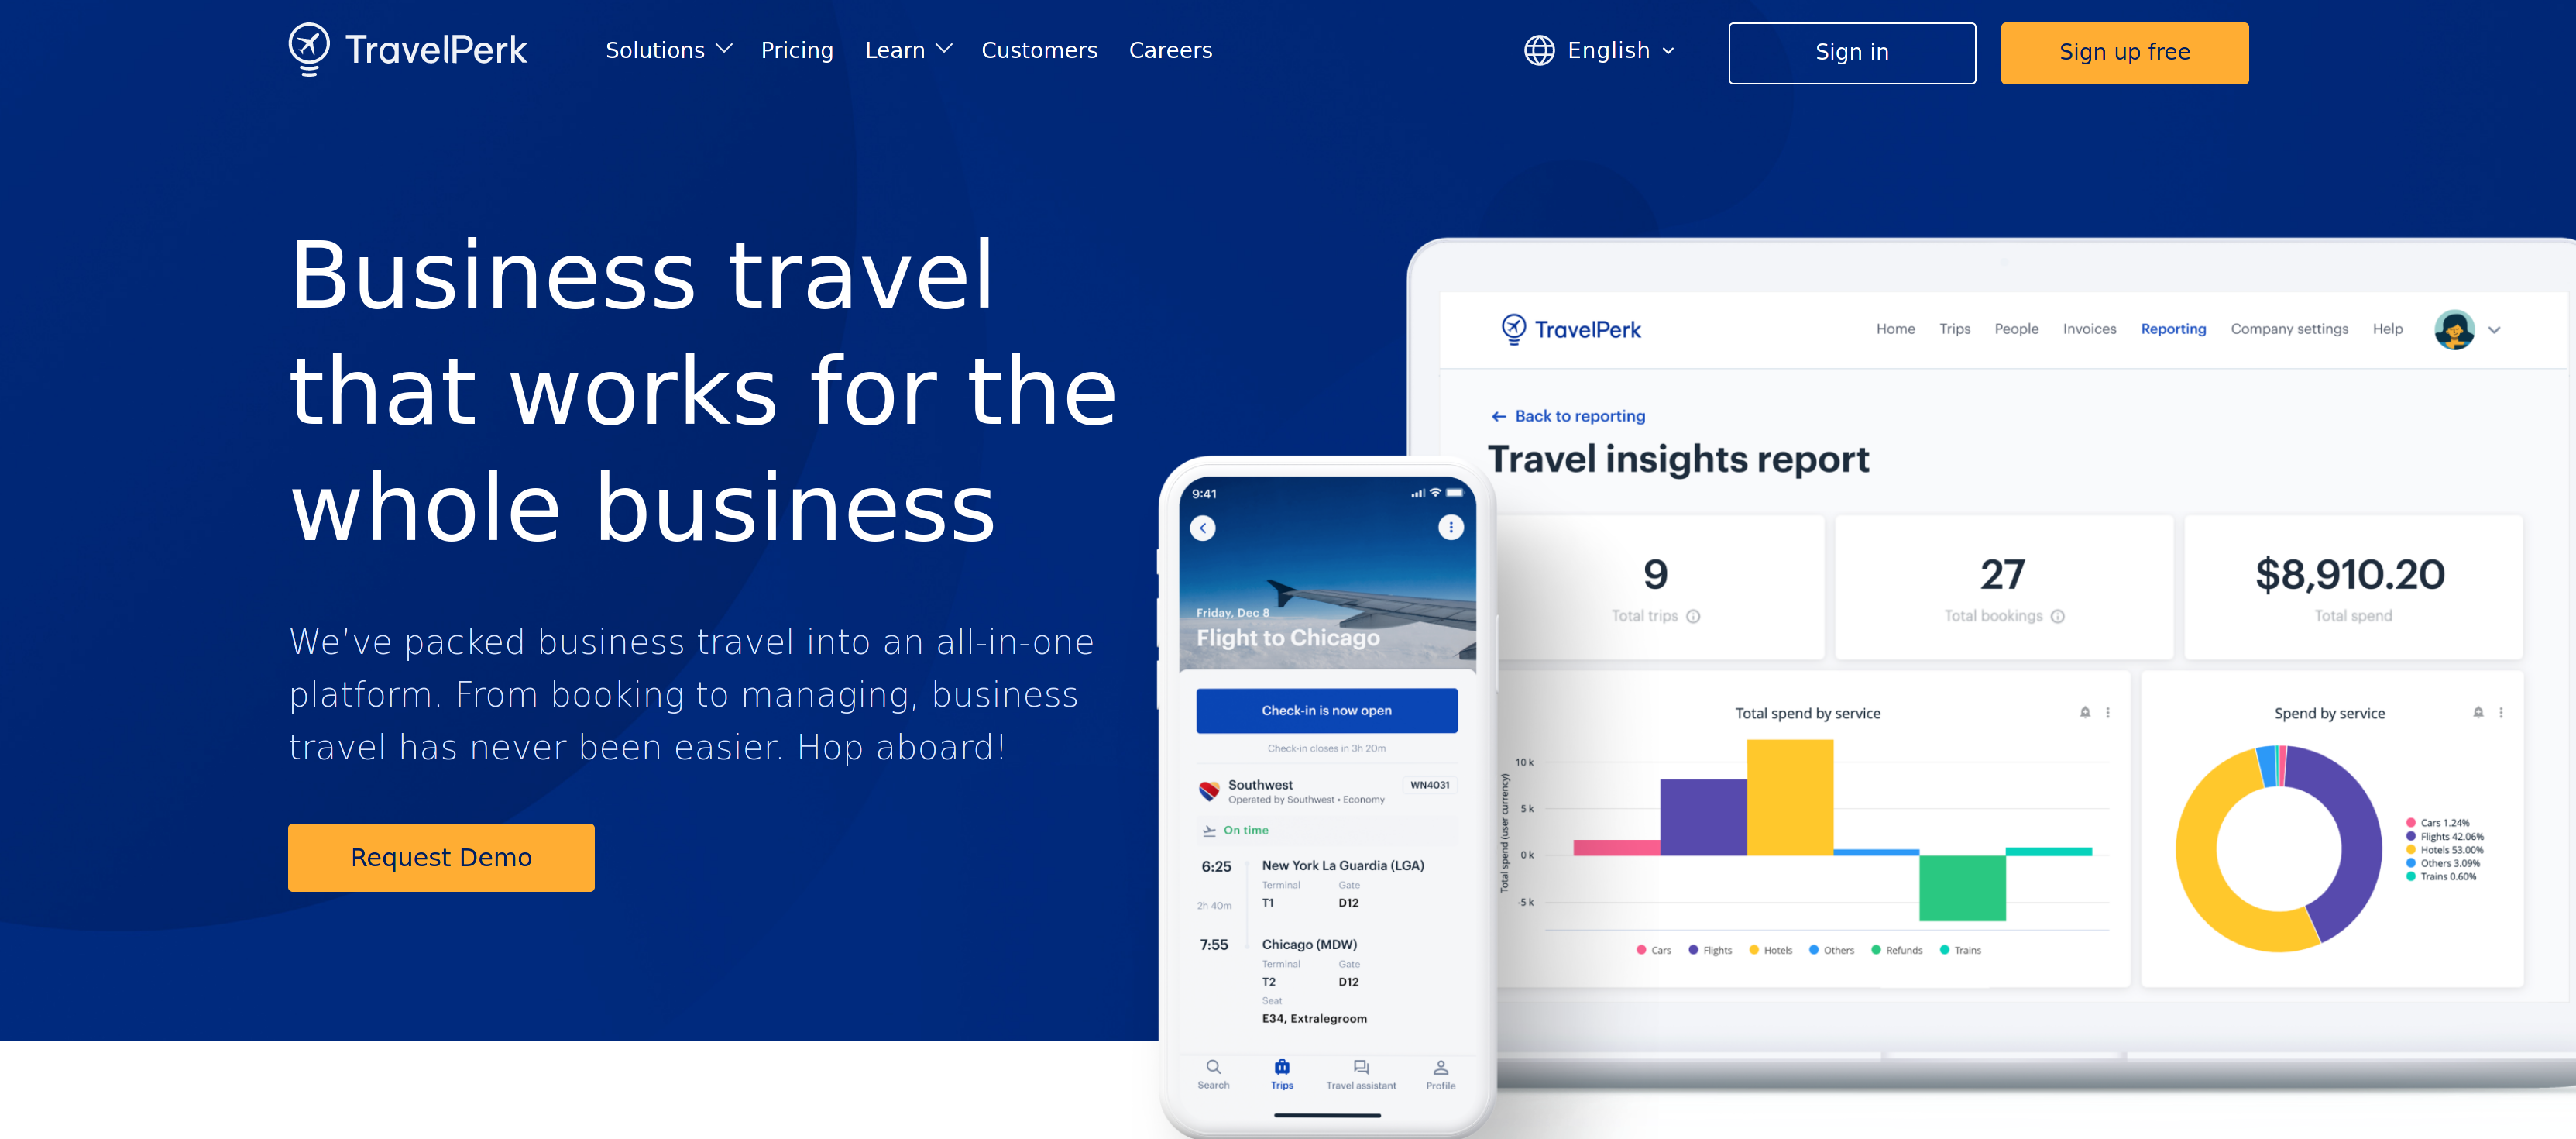 TravelPerk
Solutions Pricing Learn Customers Careers
English
Sign in
Sign up free
Business travel
that works for the
whole business
We've packed business travel into an all-in-one
platform. From booking to managing, business
travel has never been easier. Hop aboard!
Request Demo
9:41
Friday, Dec 8
Flight to Chicago
Check-in is now open
Check-in closes in 3h 20m
Southwest
WN4031
Operated by Southwest • Economy
On time
6:25 New York La Guardia (LGA)
Terminal Gate
2h 40m T1 D12
7:55 Chicago (MDW)
Terminal Gate
T2 D12
Seat
E34, Extralegroom
Search Trips Travel assistant Profile
TravelPerk
Home Trips People Invoices Reporting Company settings Help
← Back to reporting
Travel insights report
9
Total trips
27
Total bookings
$8,910.20
Total spend
Total spend by service
Total spend (user currency)
10 k
5 k
0 k
-5 k
Cars Flights Hotels Others Refunds Trains
Spend by service
Cars 1.24%
Flights 42.06%
Hotels 53.00%
Others 3.09%
Trains 0.60%